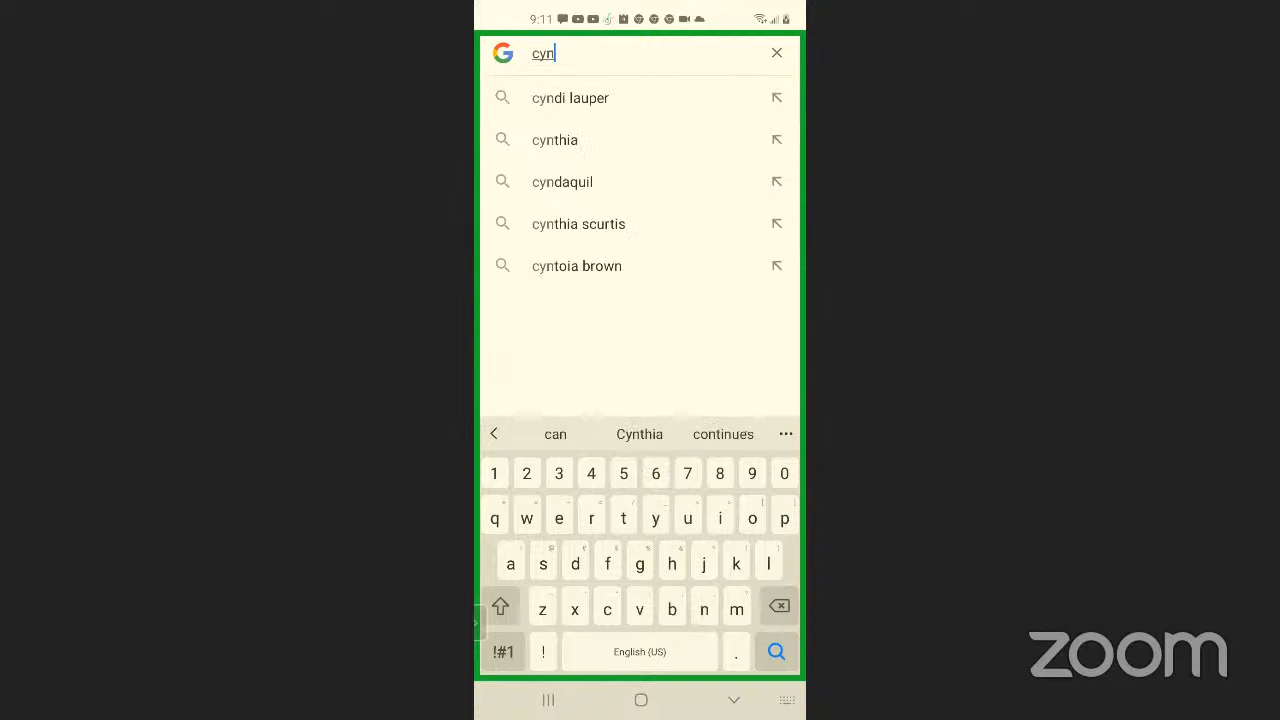 9:11
cyn
cyndi lauper
cynthia
cyndaquil
cynthia scurtis
cyntoia brown
can Cynthia continues
1 2 3 4 5 6 7 8 9 0
q w e r t y u i o p
a s d f g h j k l
z x c v b n m
!#1 ! English (US) .
zoom